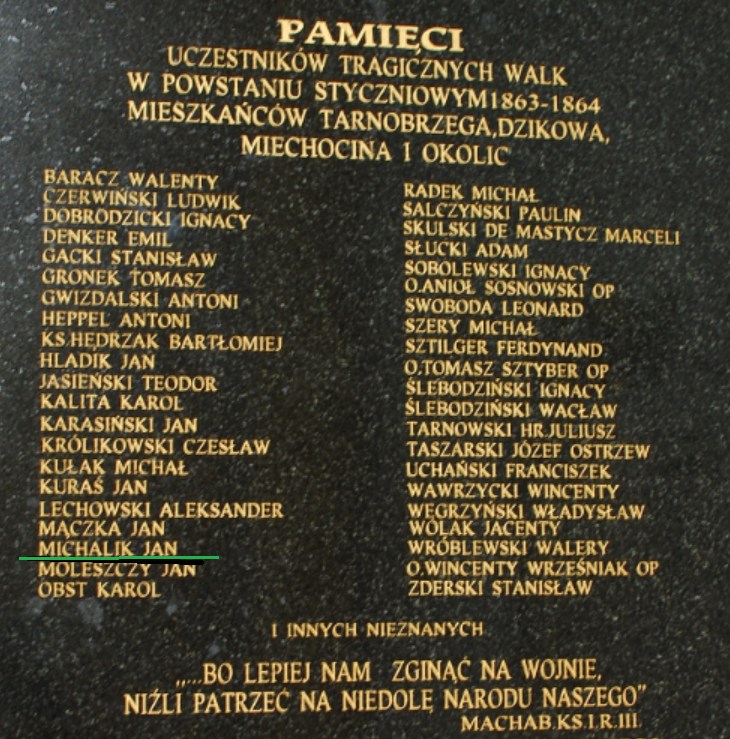 PAMIĘCI
UCZESTNIKÓW TRAGICZNYCH WALK
W POWSTANIU STYCZNIOWYM 1863-1864
MIESZKAŃCÓW TARNOBRZEGA, DZIKOWA,
MIECHOCINA I OKOLIC
BARACZ WALENTY
CZERWIŃSKI LUDWIK
DOBRODZICKI IGNACY
DENKER EMIL
GACKI STANISŁAW
GRONEK TOMASZ
GWIZDALSKI ANTONI
HEPPEL ANTONI
KS.HĘDRZAK BARTŁOMIEJ
HLADIK JAN
JASIEŃSKI TEODOR
KALITA KAROL
KARASIŃSKI JAN
KRÓLIKOWSKI CZESŁAW
KUŁAK MICHAŁ
KURAŚ JAN
LECHOWSKI ALEKSANDER
MĄCZKA JAN
MICHALIK JAN
MOLESZCZY JAN
OBST KAROL
RADEK MICHAŁ
SALCZYŃSKI PAULIN
SKULSKI DE MASTYCZ MARCELI
SŁUCKI ADAM
SOBOLEWSKI IGNACY
O.ANIOŁ SOSNOWSKI OP
SWOBODA LEONARD
SZERY MICHAŁ
SZTILGER FERDYNAND
O.TOMASZ SZTYBER OP
ŚLEBODZIŃSKI IGNACY
ŚLEBODZIŃSKI WACŁAW
TARNOWSKI HR.JULIUSZ
TASZARSKI JÓZEF OSTRZEW
UCHAŃSKI FRANCISZEK
WAWRZYCKI WINCENTY
WĘGRZYŃSKI WŁADYSŁAW
WOLAK JACENTY
WRÓBLEWSKI WALERY
O.WINCENTY WRZEŚNIAK OP
ZDERSKI STANISŁAW
I INNYCH NIEZNANYCH
„...BO LEPIEJ NAM ZGINĄĆ NA WOJNIE,
NIŹLI PATRZEĆ NA NIEDOLĘ NARODU NASZEGO"
MACHAB.KS.I.R.III.